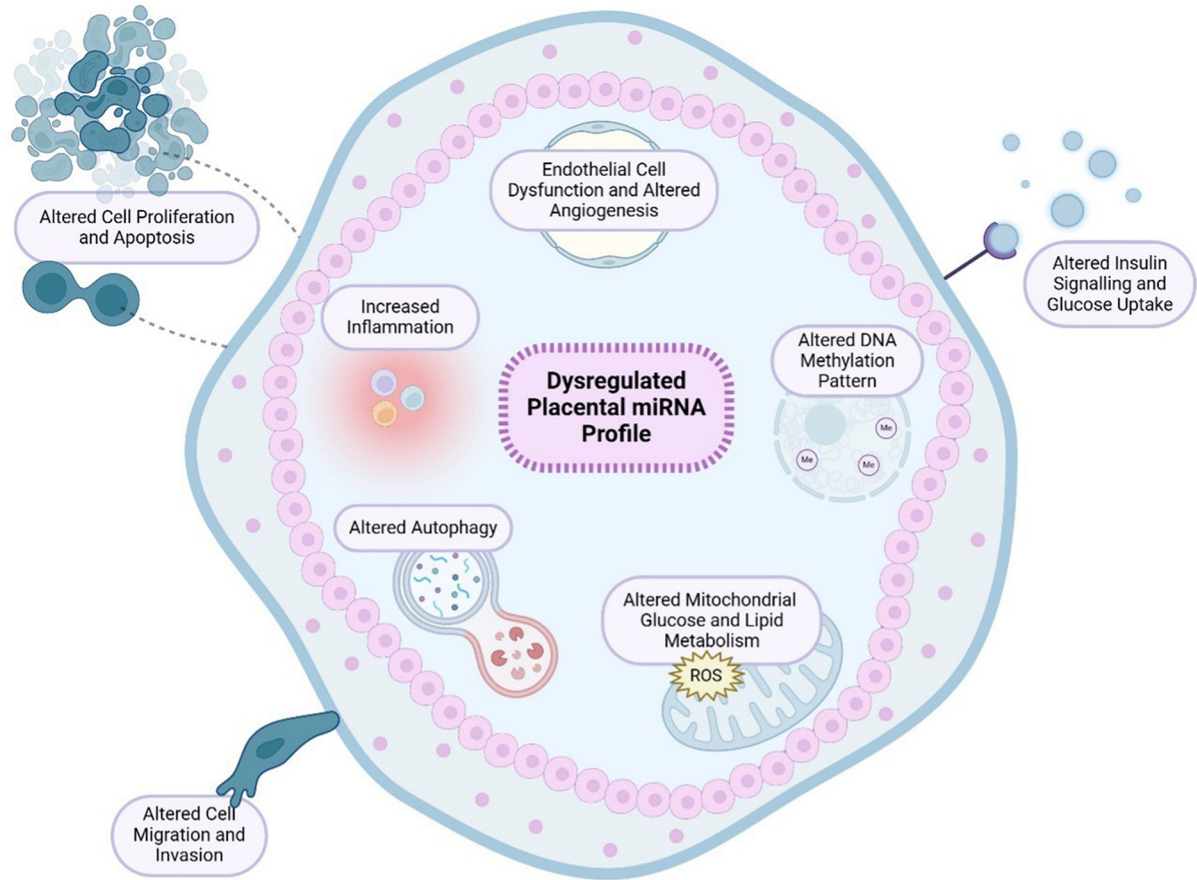 Altered Cell Proliferation
and Apoptosis
Endothelial Cell
Dysfunction and Altered
Angiogenesis
Altered Insulin
Signalling and
Glucose Uptake
Increased
Inflammation
Dysregulated
Placental miRNA
Profile
Altered DNA
Methylation
Pattern
Me
Me
Me
Altered Autophagy
Altered Mitochondrial
Glucose and Lipid
Metabolism
ROS
Altered Cell
Migration and
Invasion